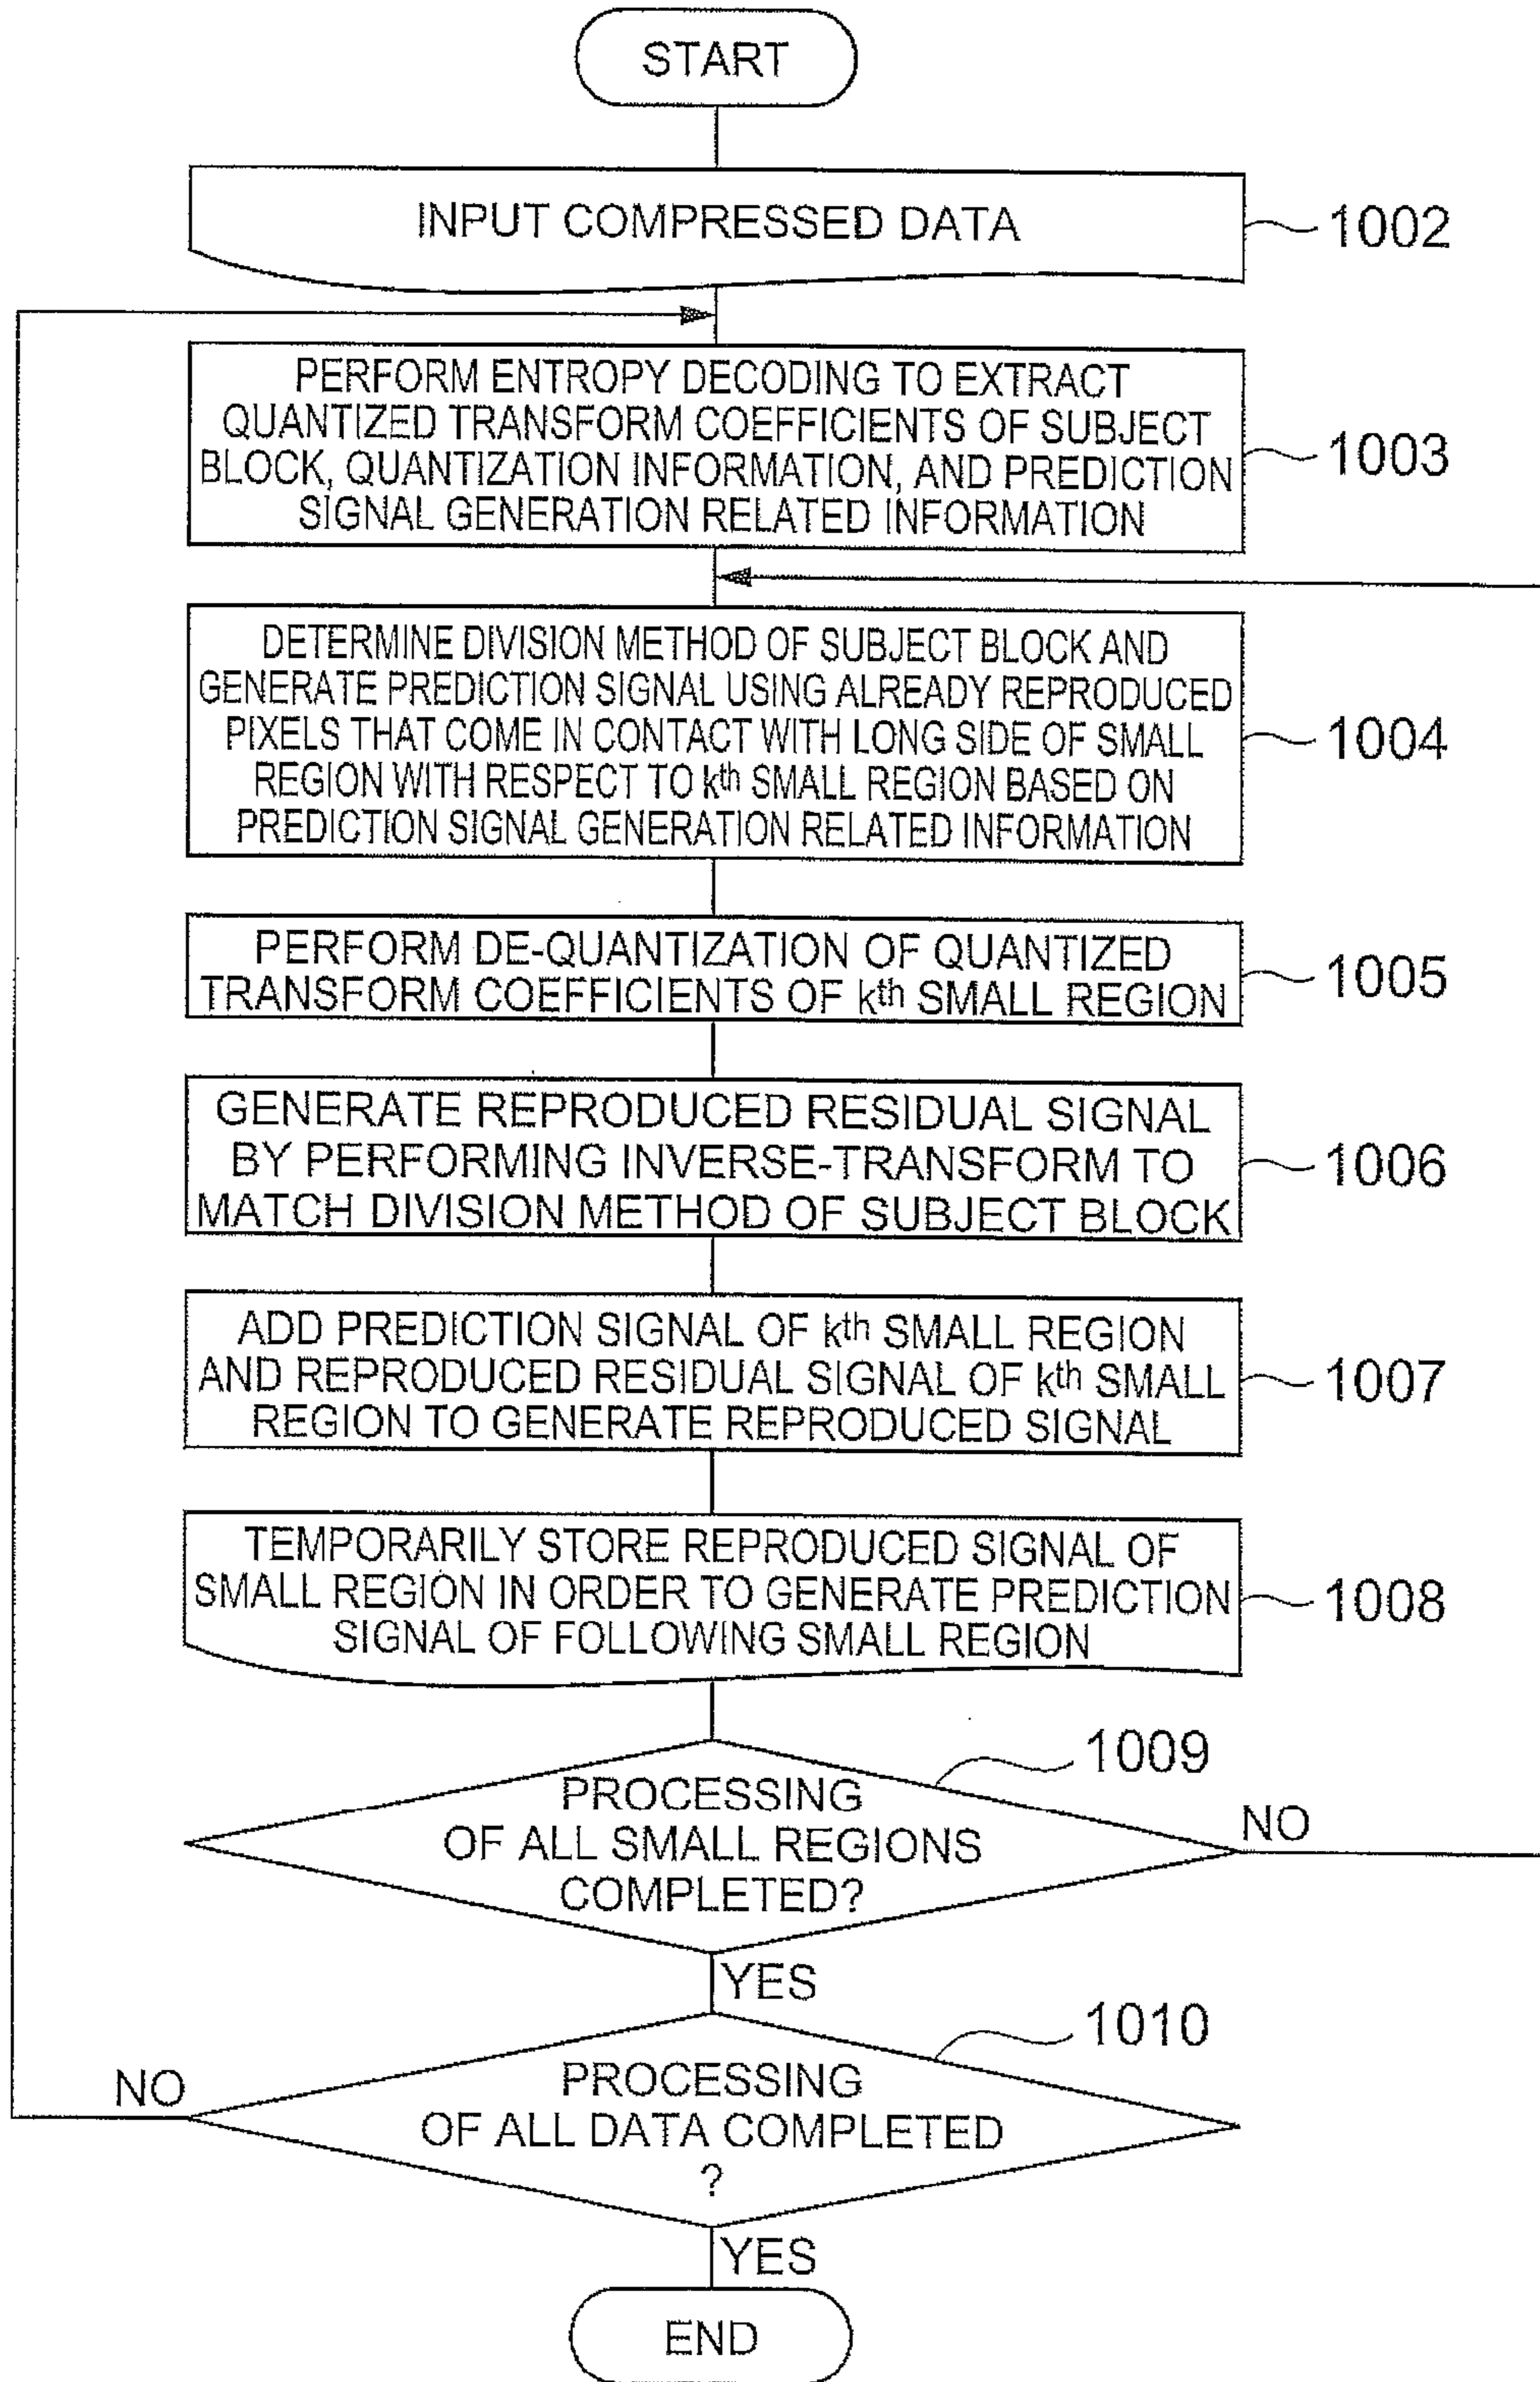 START
INPUT COMPRESSED DATA
1002
PERFORM ENTROPY DECODING TO EXTRACT
QUANTIZED TRANSFORM COEFFICIENTS OF SUBJECT
BLOCK, QUANTIZATION INFORMATION, AND PREDICTION
SIGNAL GENERATION RELATED INFORMATION
1003
DETERMINE DIVISION METHOD OF SUBJECT BLOCK AND
GENERATE PREDICTION SIGNAL USING ALREADY REPRODUCED
PIXELS THAT COME IN CONTACT WITH LONG SIDE OF SMALL
REGION WITH RESPECT TO kth SMALL REGION BASED ON
PREDICTION SIGNAL GENERATION RELATED INFORMATION
1004
PERFORM DE-QUANTIZATION OF QUANTIZED
TRANSFORM COEFFICIENTS OF kth SMALL REGION
1005
GENERATE REPRODUCED RESIDUAL SIGNAL
BY PERFORMING INVERSE-TRANSFORM TO
MATCH DIVISION METHOD OF SUBJECT BLOCK
1006
ADD PREDICTION SIGNAL OF kth SMALL REGION
AND REPRODUCED RESIDUAL SIGNAL OF kth SMALL
REGION TO GENERATE REPRODUCED SIGNAL
1007
TEMPORARILY STORE REPRODUCED SIGNAL OF
SMALL REGION IN ORDER TO GENERATE PREDICTION
SIGNAL OF FOLLOWING SMALL REGION
1008
1009
PROCESSING
OF ALL SMALL REGIONS
COMPLETED?
NO
YES
1010
PROCESSING
OF ALL DATA COMPLETED
?
NO
YES
END